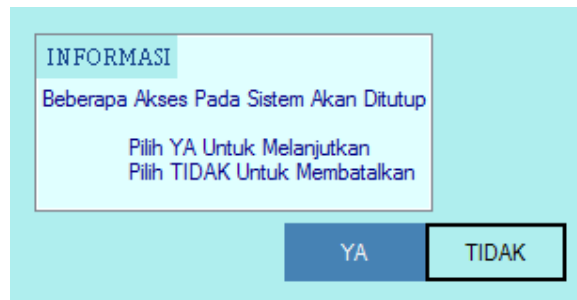 INFORMASI
Beberapa Akses Pada Sistem Akan Ditutup
Pilih YA Untuk Melanjutkan
Pilih TIDAK Untuk Membatalkan
YA
TIDAK